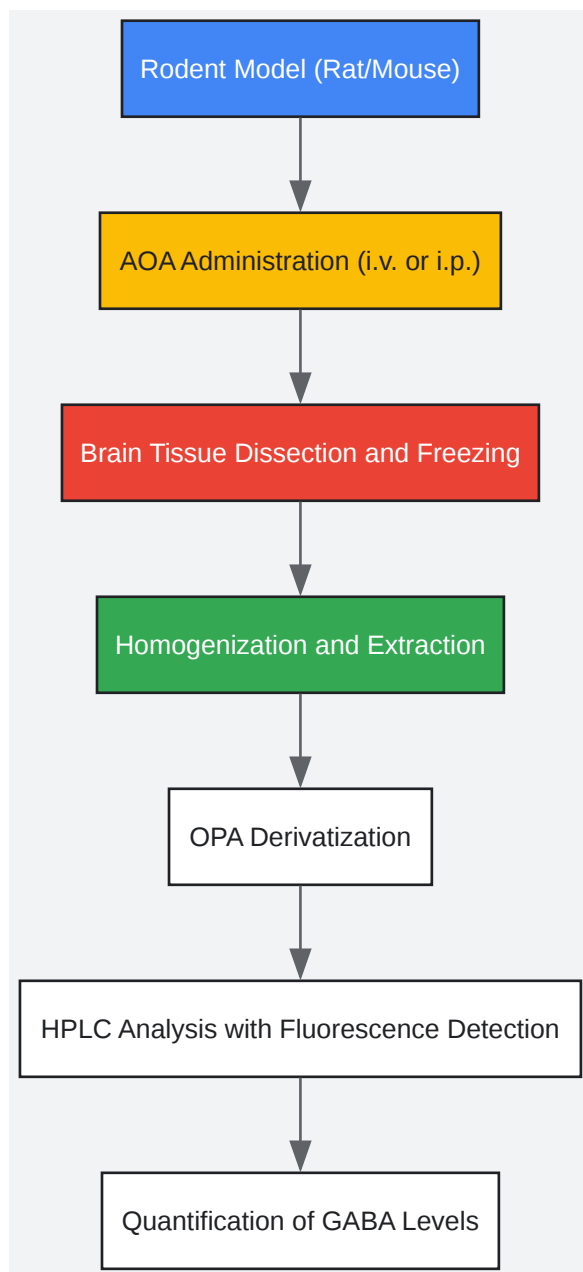 Rodent Model (Rat/Mouse)
AOA Administration (i.v. or i.p.)
Brain Tissue Dissection and Freezing
Homogenization and Extraction
OPA Derivatization
HPLC Analysis with Fluorescence Detection
Quantification of GABA Levels